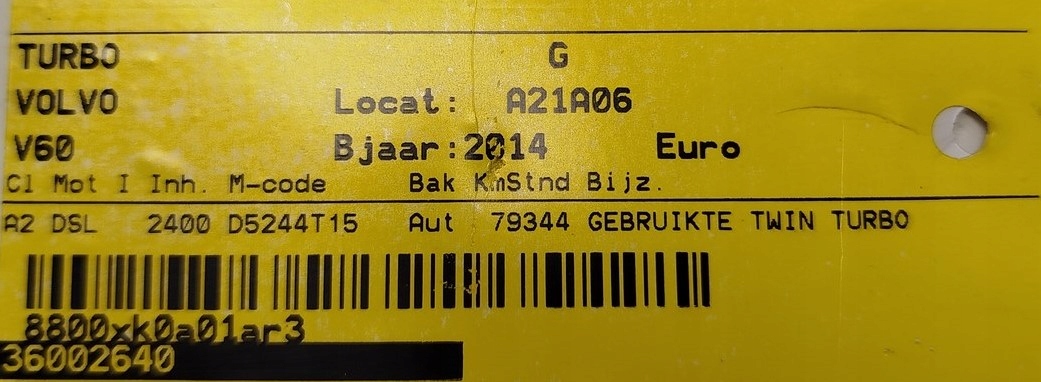 TURBO G
VOLVO Locat: A21A06
V60 Bjaar:2014 Euro
Cl Mot I Inh. M-code Bak KmStnd Bijz.
A2 DSL 2400 D5244T15 Aut 79344 GEBRUIKTE TWIN TURBO
8800xk0a01ar3
36002640